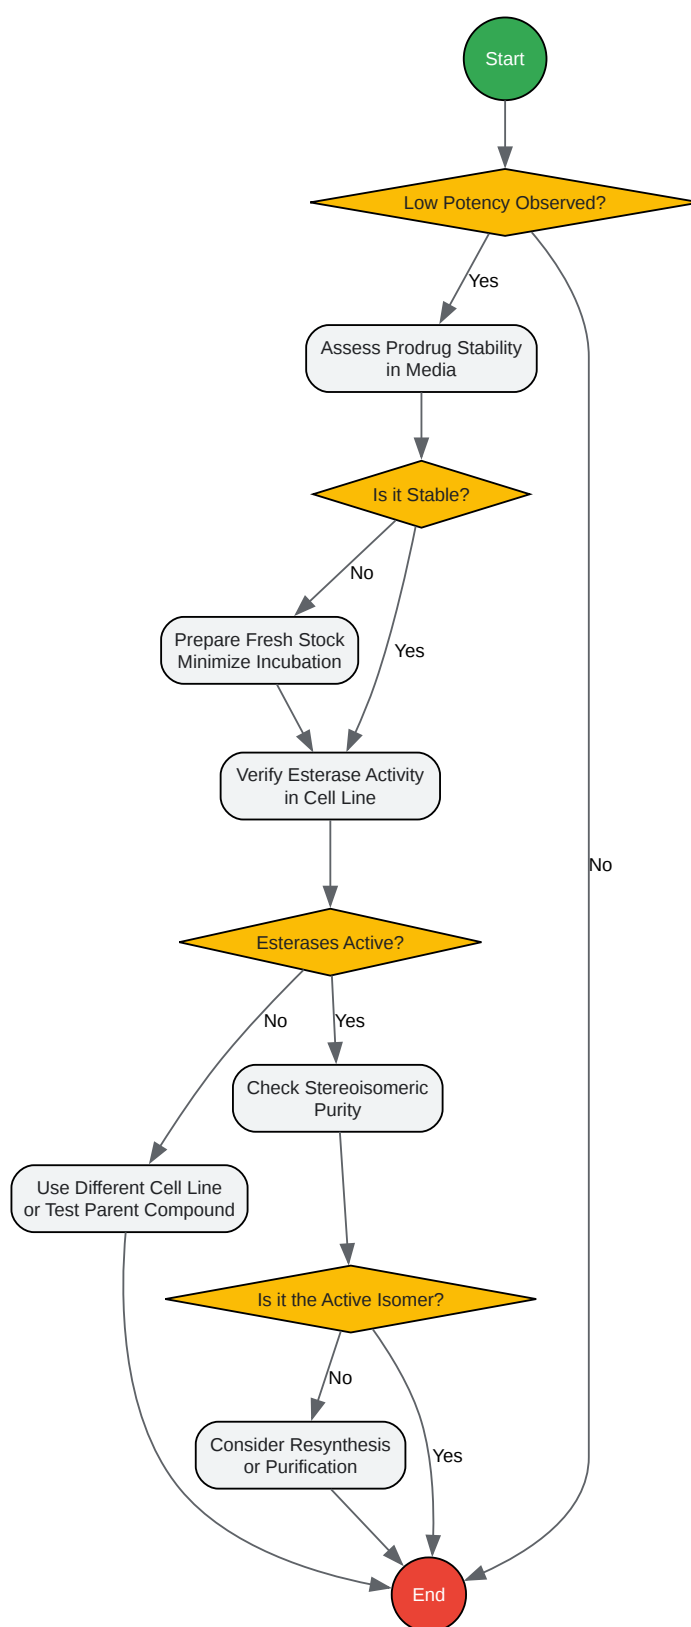 Start
Low Potency Observed?
Yes
Assess Prodrug Stability
in Media
Is it Stable?
No
Prepare Fresh Stock
Minimize Incubation
Yes
Verify Esterase Activity
in Cell Line
No
Esterases Active?
No
Yes
Check Stereoisomeric
Purity
Use Different Cell Line
or Test Parent Compound
Is it the Active Isomer?
No
Consider Resynthesis
or Purification
Yes
End